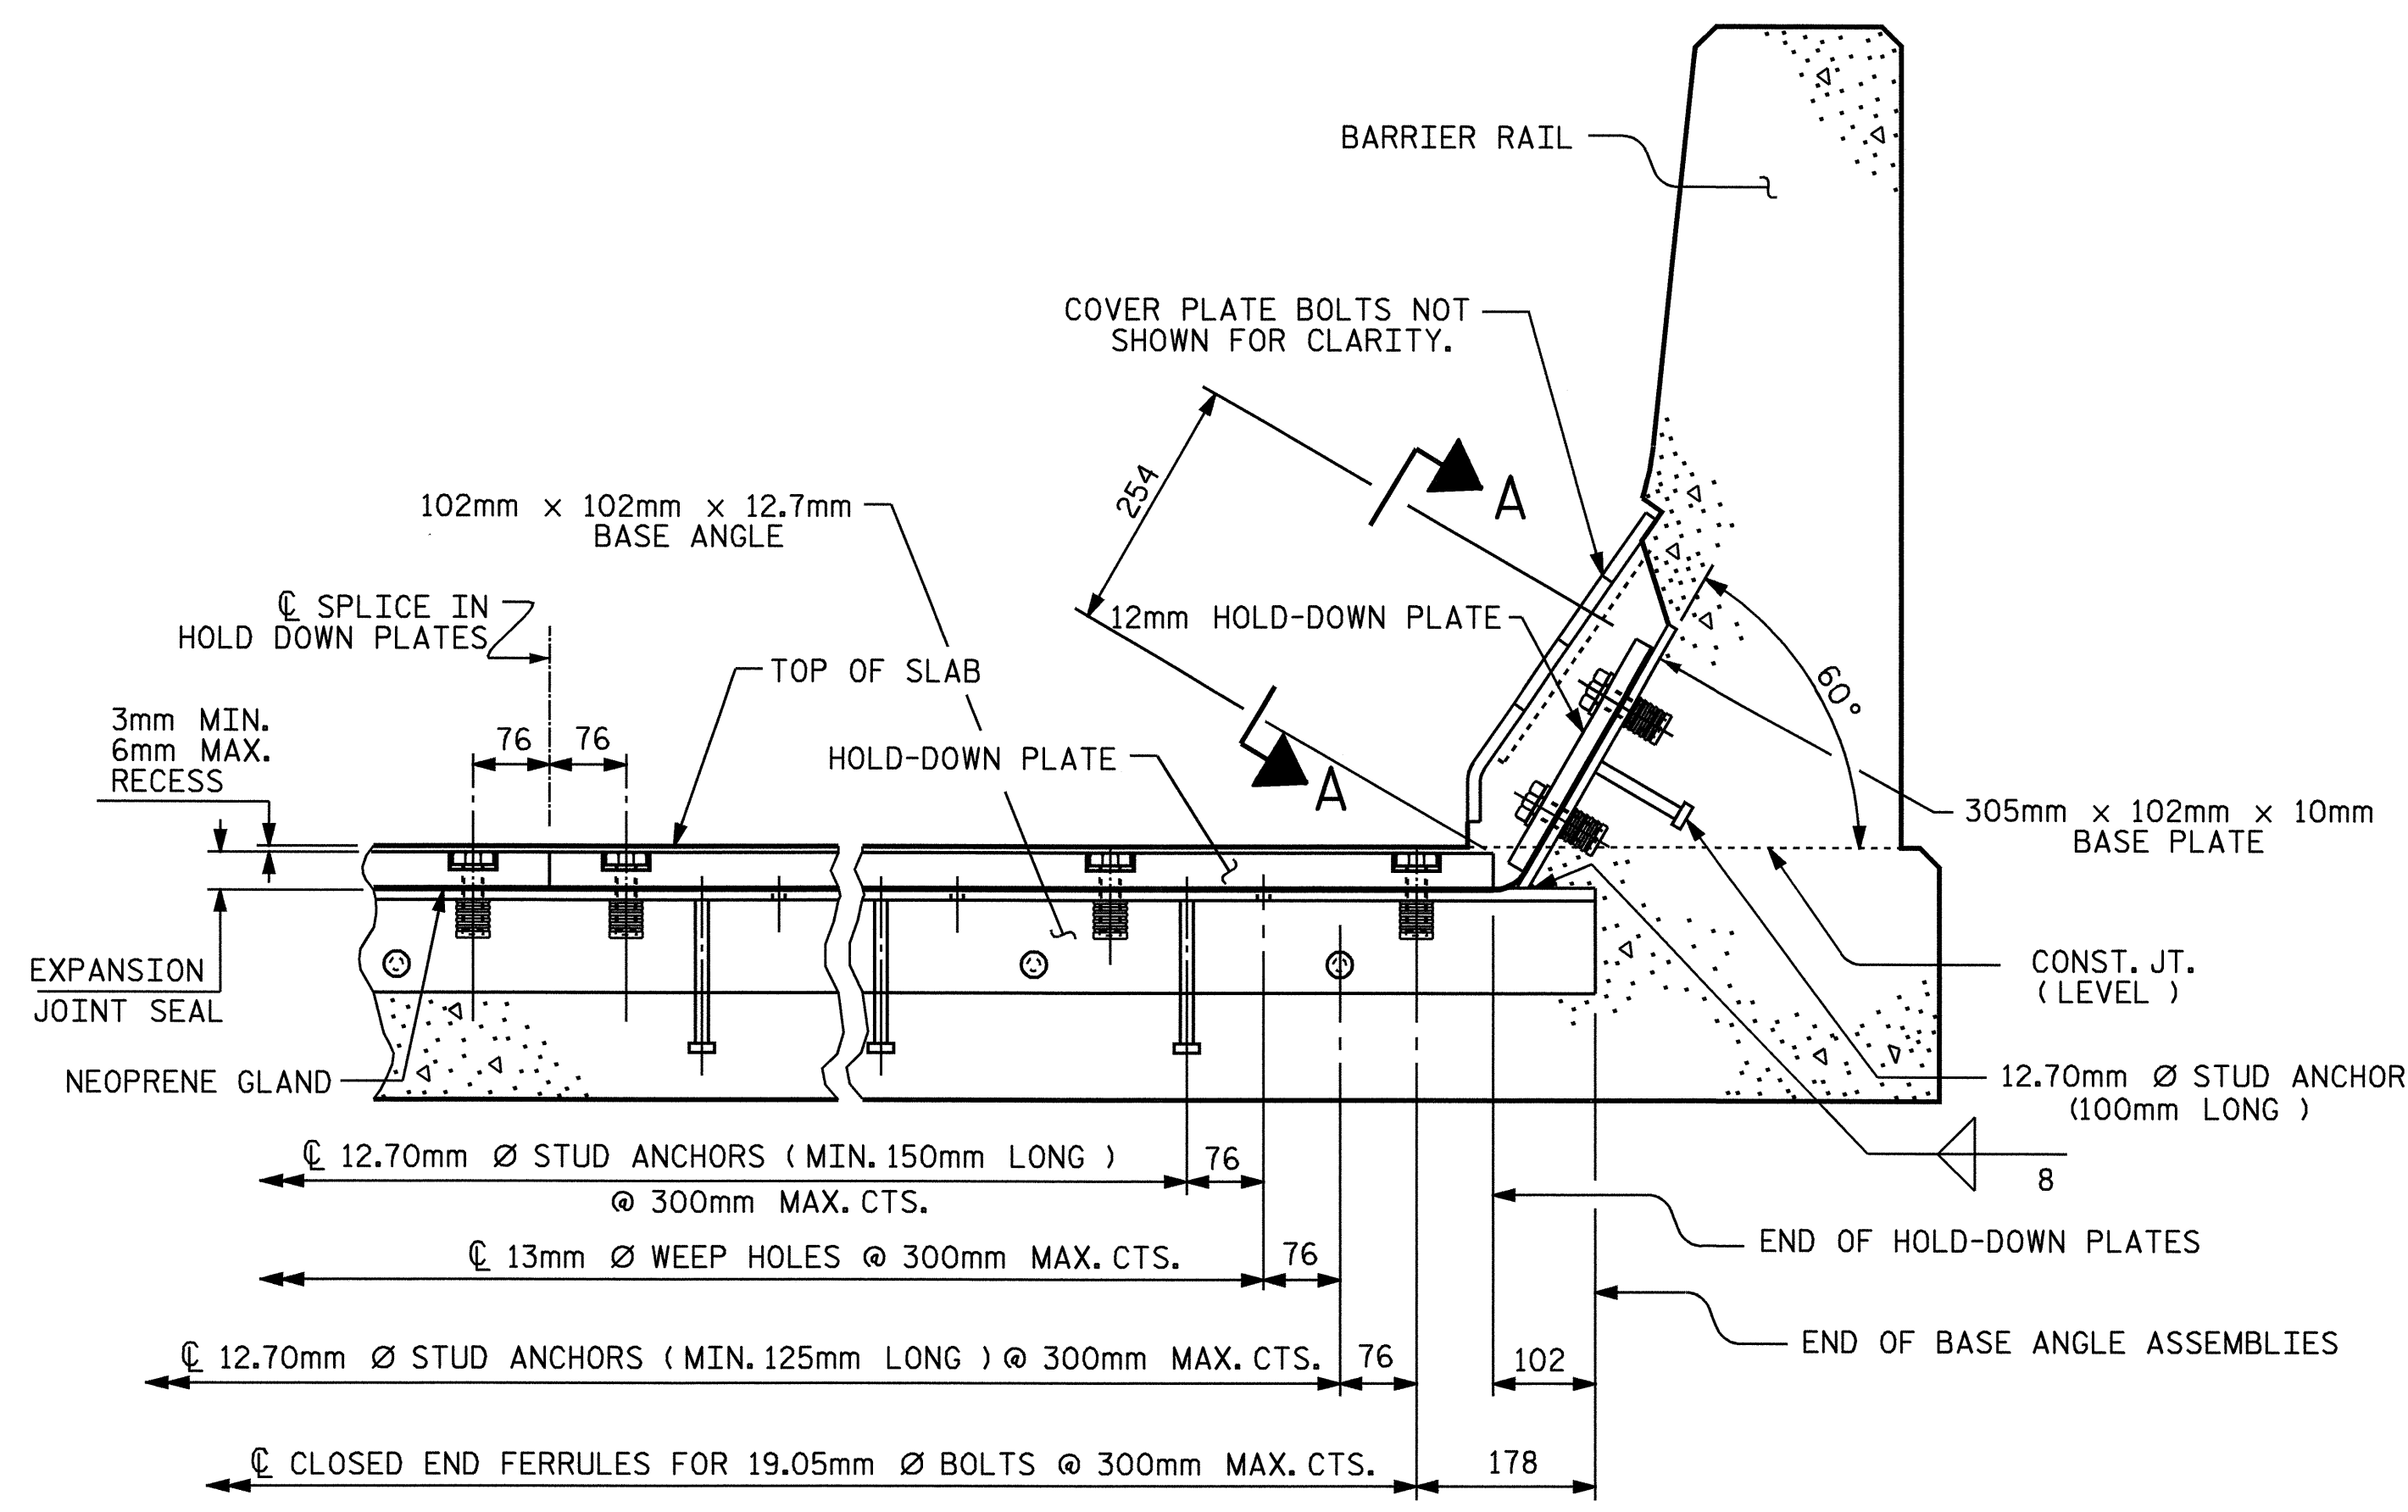 BARRIER RAIL
COVER PLATE BOLTS NOT
SHOWN FOR CLARITY.
254
A
102mm x 102mm x 12.7mm
BASE ANGLE
℄ SPLICE IN
HOLD DOWN PLATES
12mm HOLD-DOWN PLATE
TOP OF SLAB
60°
3mm MIN.
6mm MAX.
RECESS
76
76
HOLD-DOWN PLATE
A
305mm x 102mm x 10mm
BASE PLATE
EXPANSION
JOINT SEAL
CONST. JT.
( LEVEL )
NEOPRENE GLAND
12.70mm Ø STUD ANCHOR
(100mm LONG )
℄ 12.70mm Ø STUD ANCHORS ( MIN. 150mm LONG )
@ 300mm MAX. CTS.
76
8
END OF HOLD-DOWN PLATES
℄ 13mm Ø WEEP HOLES @ 300mm MAX. CTS.
76
END OF BASE ANGLE ASSEMBLIES
℄ 12.70mm Ø STUD ANCHORS ( MIN. 125mm LONG ) @ 300mm MAX. CTS.
76
102
℄ CLOSED END FERRULES FOR 19.05mm Ø BOLTS @ 300mm MAX. CTS.
178